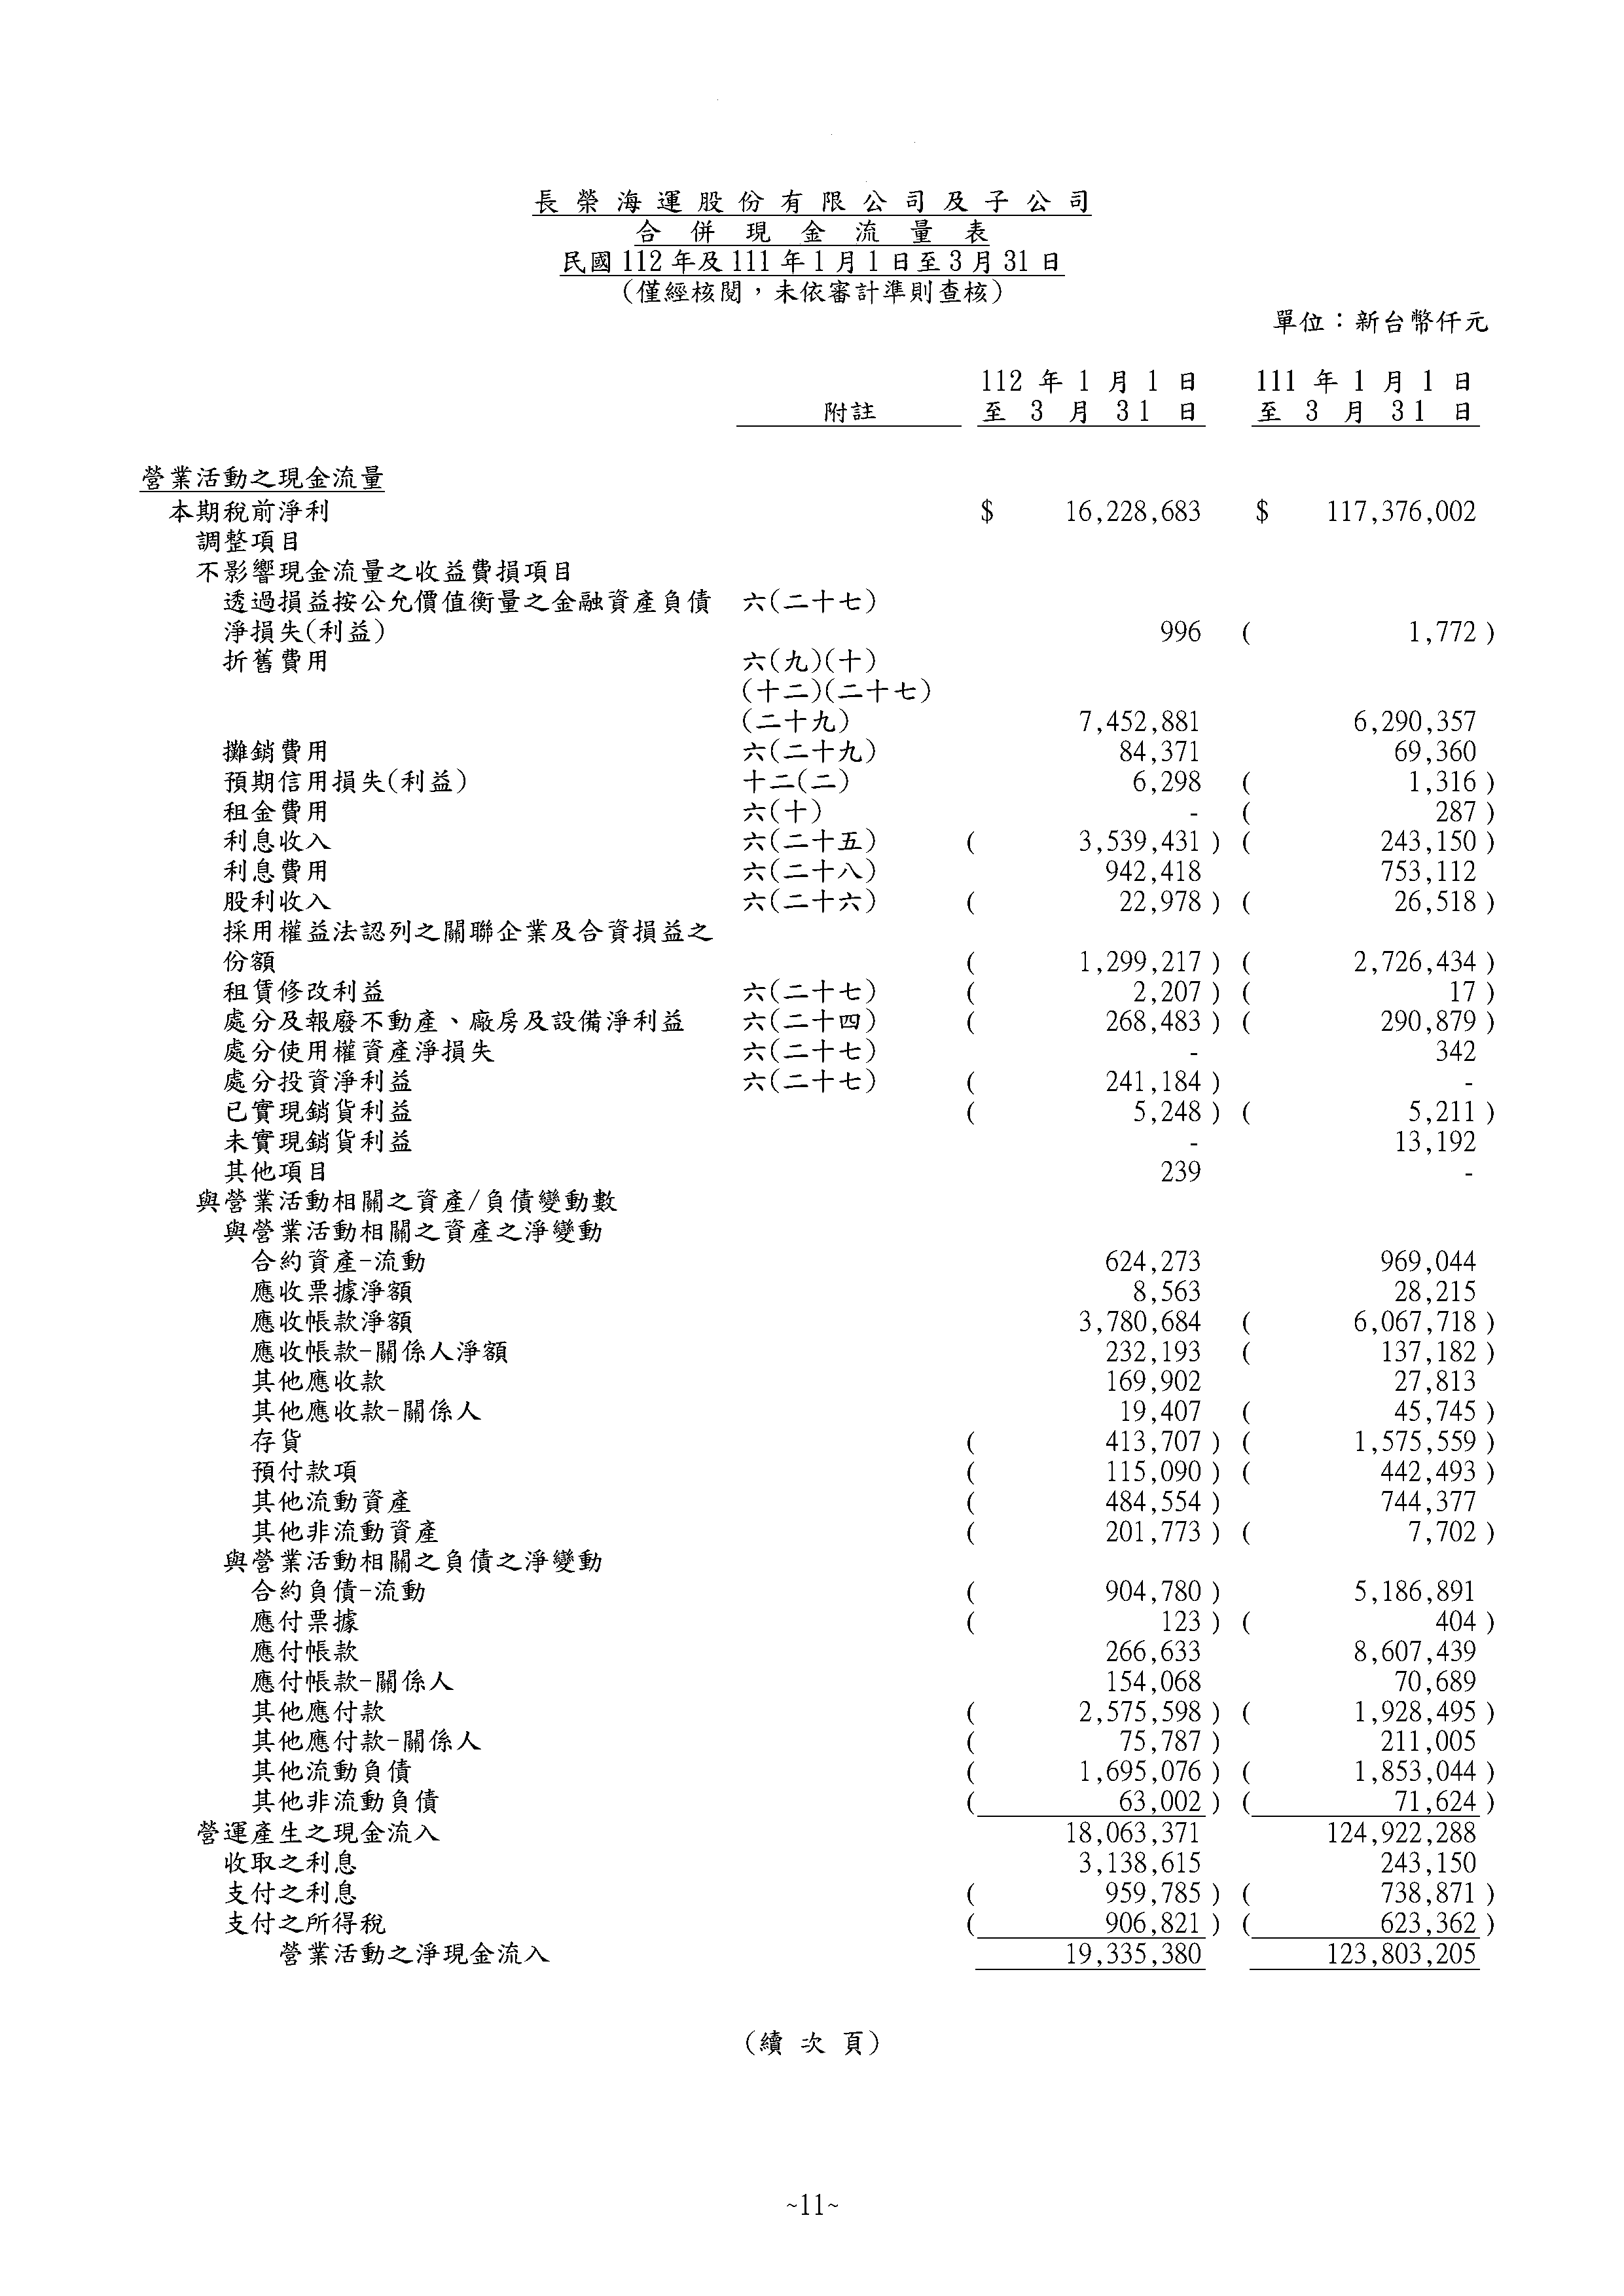 長榮海運股份有限公司及子公司
合併現金流量表
民國112年及111年1月1日至3月31日
(僅經核閱，未依審計準則查核)
單位：新台幣仟元
112 年 1 月 1 日 111 年 1 月 1 日
附註 至 3 月 31 日 至 3 月 31 日
營業活動之現金流量
本期稅前淨利 $ 16,228,683 $ 117,376,002
調整項目
不影響現金流量之收益費損項目
透過損益按公允價值衡量之金融資產負債 六(二十七)
淨損失(利益) 996 ( 1,772 )
折舊費用 六(九)(十)
(十二)(二十七)
(二十九) 7,452,881 6,290,357
攤銷費用 六(二十九) 84,371 69,360
預期信用損失(利益) 十二(二) 6,298 ( 1,316 )
租金費用 六(十) - ( 287 )
利息收入 六(二十五) ( 3,539,431 ) ( 243,150 )
利息費用 六(二十八) 942,418 753,112
股利收入 六(二十六) ( 22,978 ) ( 26,518 )
採用權益法認列之關聯企業及合資損益之
份額 ( 1,299,217 ) ( 2,726,434 )
租賃修改利益 六(二十七) ( 2,207 ) ( 17 )
處分及報廢不動產、廠房及設備淨利益 六(二十四) ( 268,483 ) ( 290,879 )
處分使用權資產淨損失 六(二十七) - 342
處分投資淨利益 六(二十七) ( 241,184 ) -
已實現銷貨利益 ( 5,248 ) ( 5,211 )
未實現銷貨利益 - 13,192
其他項目 239 -
與營業活動相關之資產/負債變動數
與營業活動相關之資產之淨變動
合約資產-流動 624,273 969,044
應收票據淨額 8,563 28,215
應收帳款淨額 3,780,684 ( 6,067,718 )
應收帳款-關係人淨額 232,193 ( 137,182 )
其他應收款 169,902 27,813
其他應收款-關係人 19,407 ( 45,745 )
存貨 ( 413,707 ) ( 1,575,559 )
預付款項 ( 115,090 ) ( 442,493 )
其他流動資產 ( 484,554 ) 744,377
其他非流動資產 ( 201,773 ) ( 7,702 )
與營業活動相關之負債之淨變動
合約負債-流動 ( 904,780 ) 5,186,891
應付票據 ( 123 ) ( 404 )
應付帳款 266,633 8,607,439
應付帳款-關係人 154,068 70,689
其他應付款 ( 2,575,598 ) ( 1,928,495 )
其他應付款-關係人 ( 75,787 ) 211,005
其他流動負債 ( 1,695,076 ) ( 1,853,044 )
其他非流動負債 ( 63,002 ) ( 71,624 )
營運產生之現金流入 18,063,371 124,922,288
收取之利息 3,138,615 243,150
支付之利息 ( 959,785 ) ( 738,871 )
支付之所得稅 ( 906,821 ) ( 623,362 )
營業活動之淨現金流入 19,335,380 123,803,205
(續 次 頁)
~11~